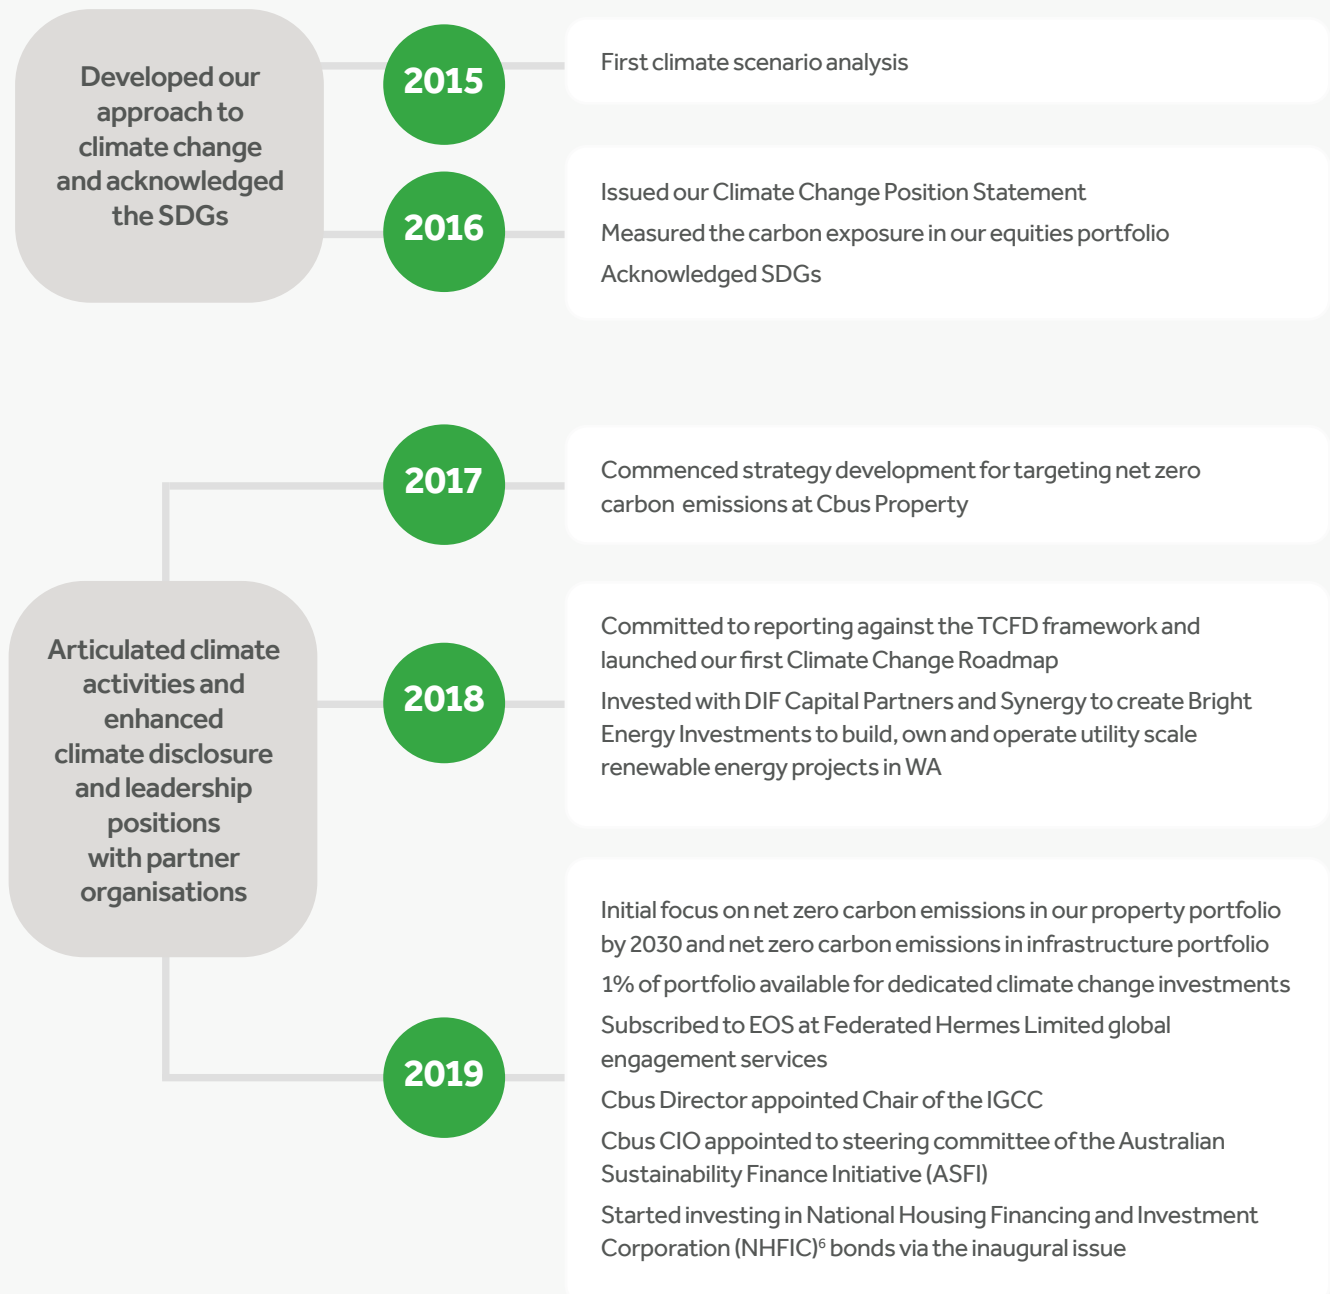 Developed our
approach to
climate change
and acknowledged
the SDGs
2015
First climate scenario analysis
2016
Issued our Climate Change Position Statement
Measured the carbon exposure in our equities portfolio
Acknowledged SDGs
Articulated climate
activities and
enhanced
climate disclosure
and leadership
positions
with partner
organisations
2017
Commenced strategy development for targeting net zero
carbon emissions at Cbus Property
2018
Committed to reporting against the TCFD framework and
launched our first Climate Change Roadmap
Invested with DIF Capital Partners and Synergy to create Bright
Energy Investments to build, own and operate utility scale
renewable energy projects in WA
2019
Initial focus on net zero carbon emissions in our property portfolio
by 2030 and net zero carbon emissions in infrastructure portfolio
1% of portfolio available for dedicated climate change investments
Subscribed to EOS at Federated Hermes Limited global
engagement services
Cbus Director appointed Chair of the IGCC
Cbus CIO appointed to steering committee of the Australian
Sustainability Finance Initiative (ASFI)
Started investing in National Housing Financing and Investment
Corporation (NHFIC)⁶ bonds via the inaugural issue